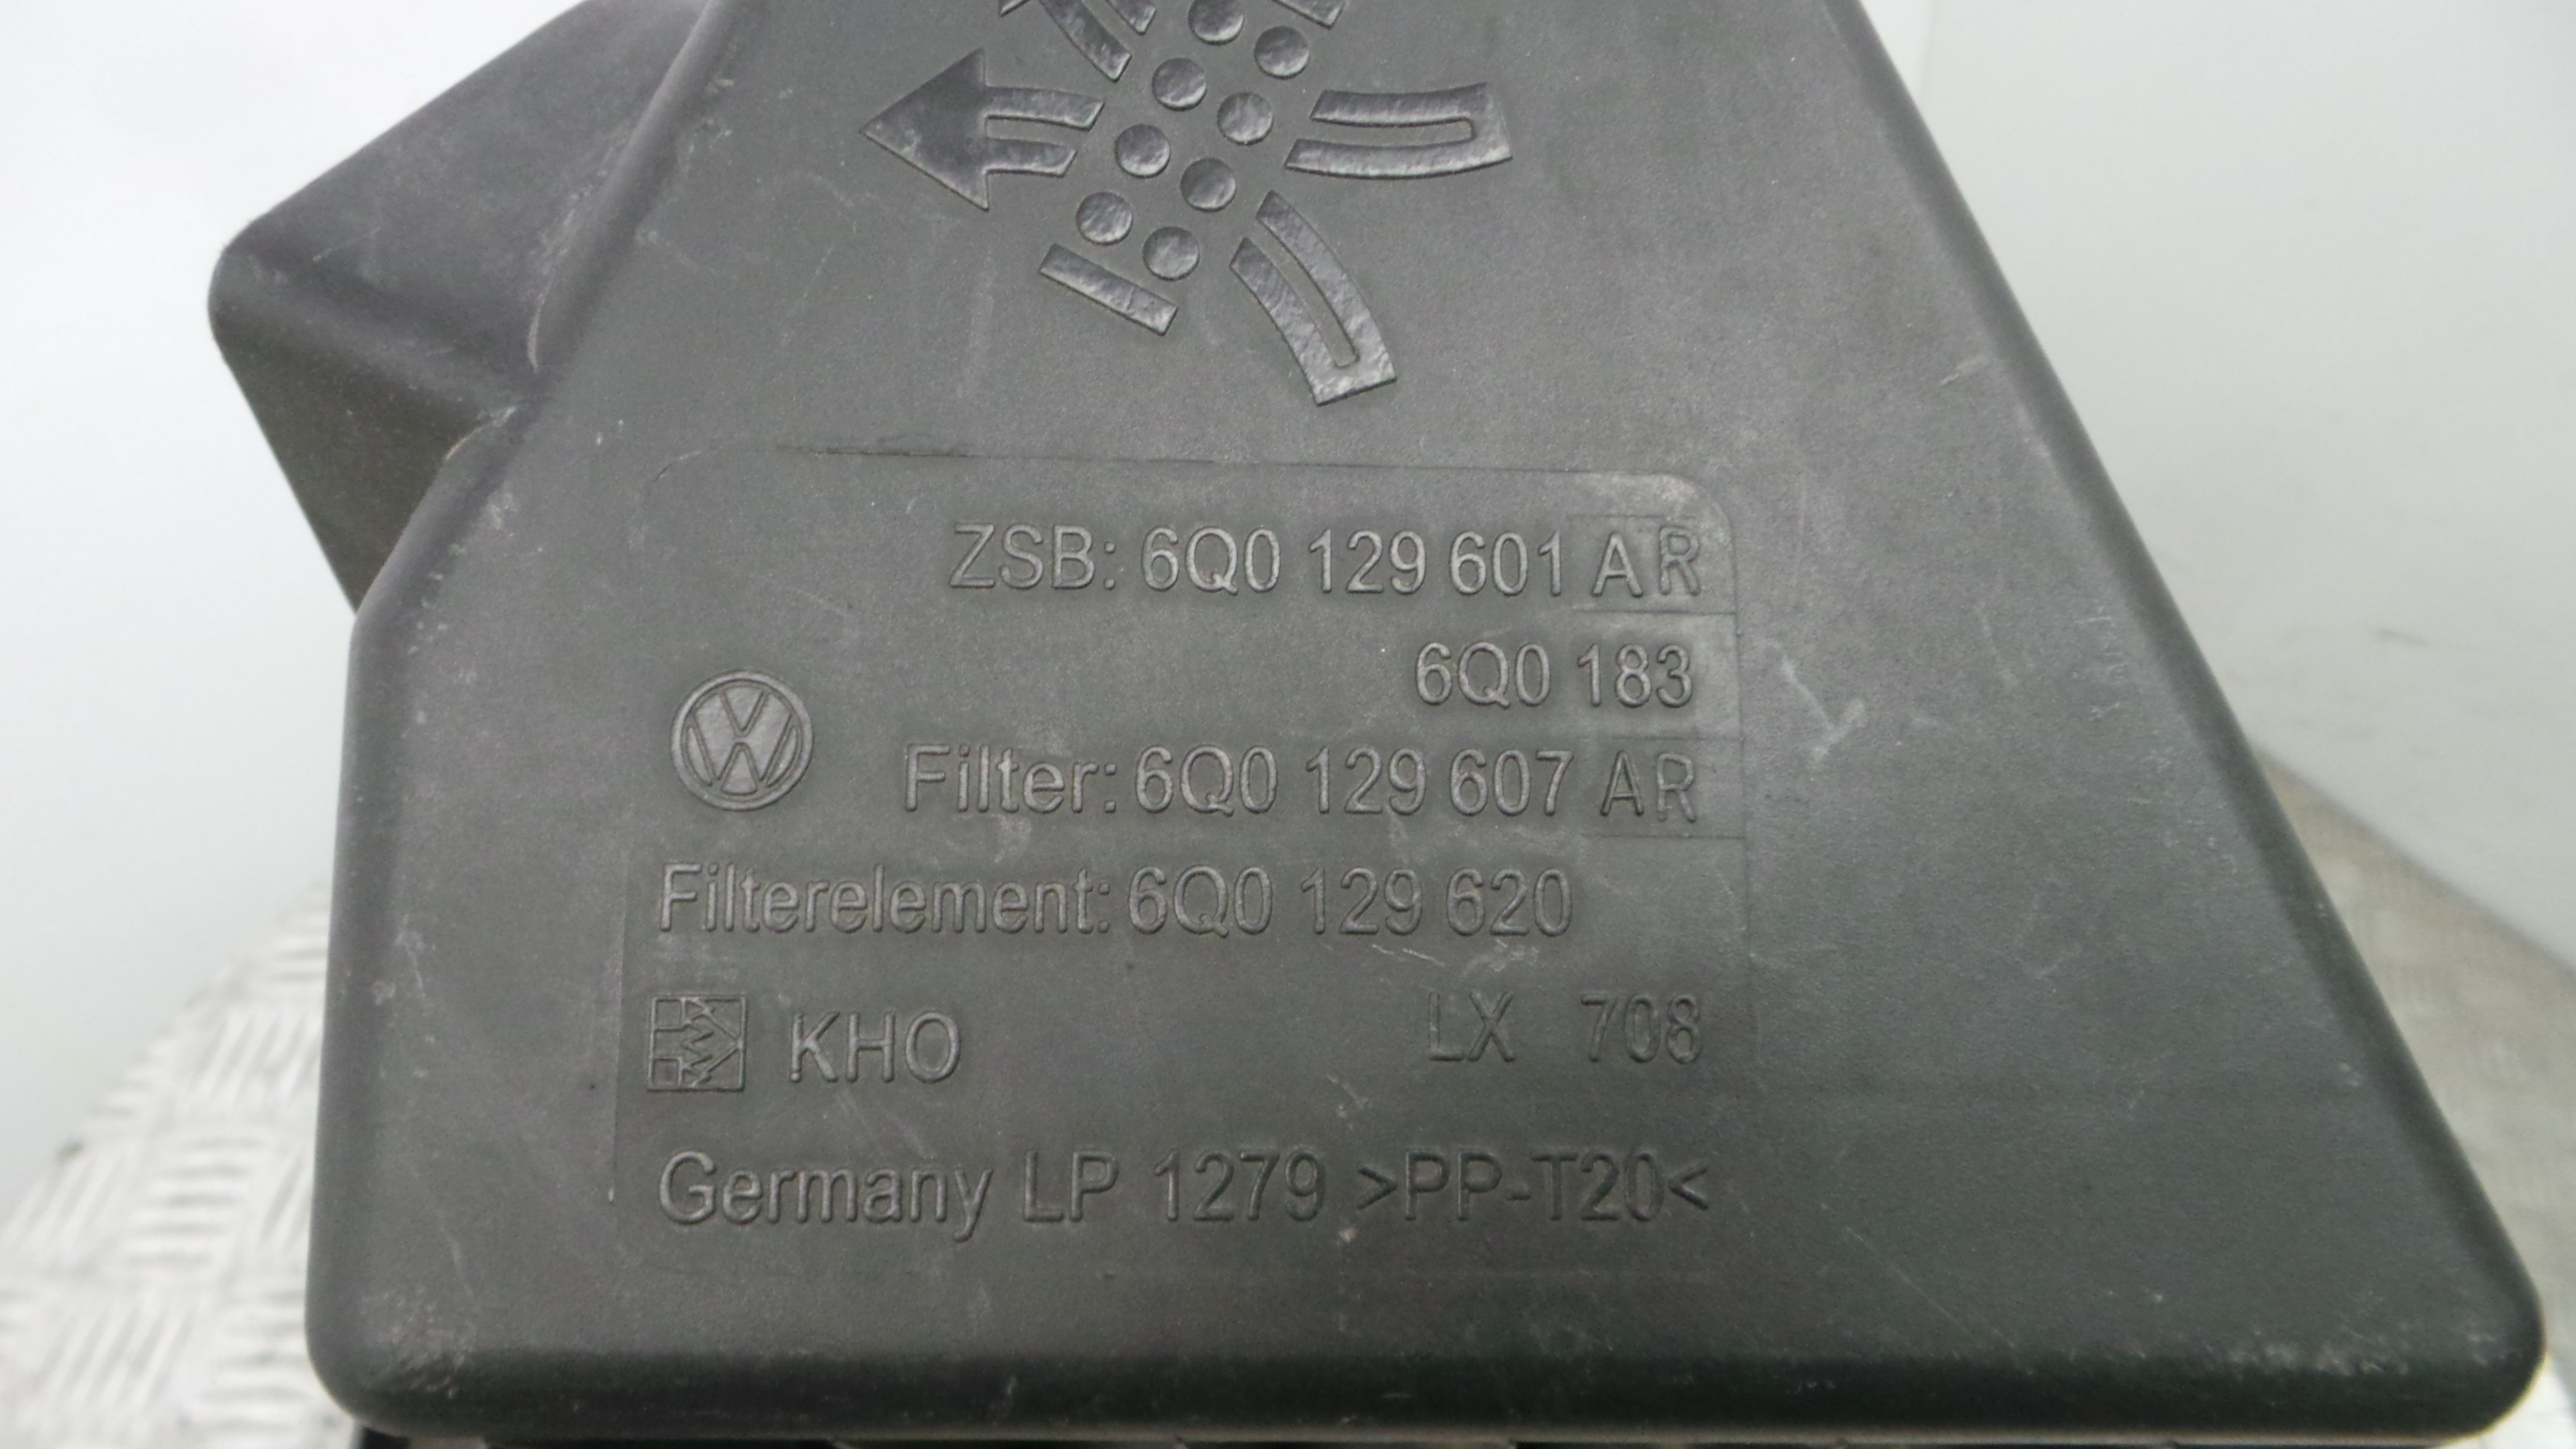 ZSB: 6Q0 129 601 AR
6Q0 183
Filter: 6Q0 129 607 AR
Filterelement: 6Q0 129 620
KHO LX 708
Germany LP 1279 >PP-T20<